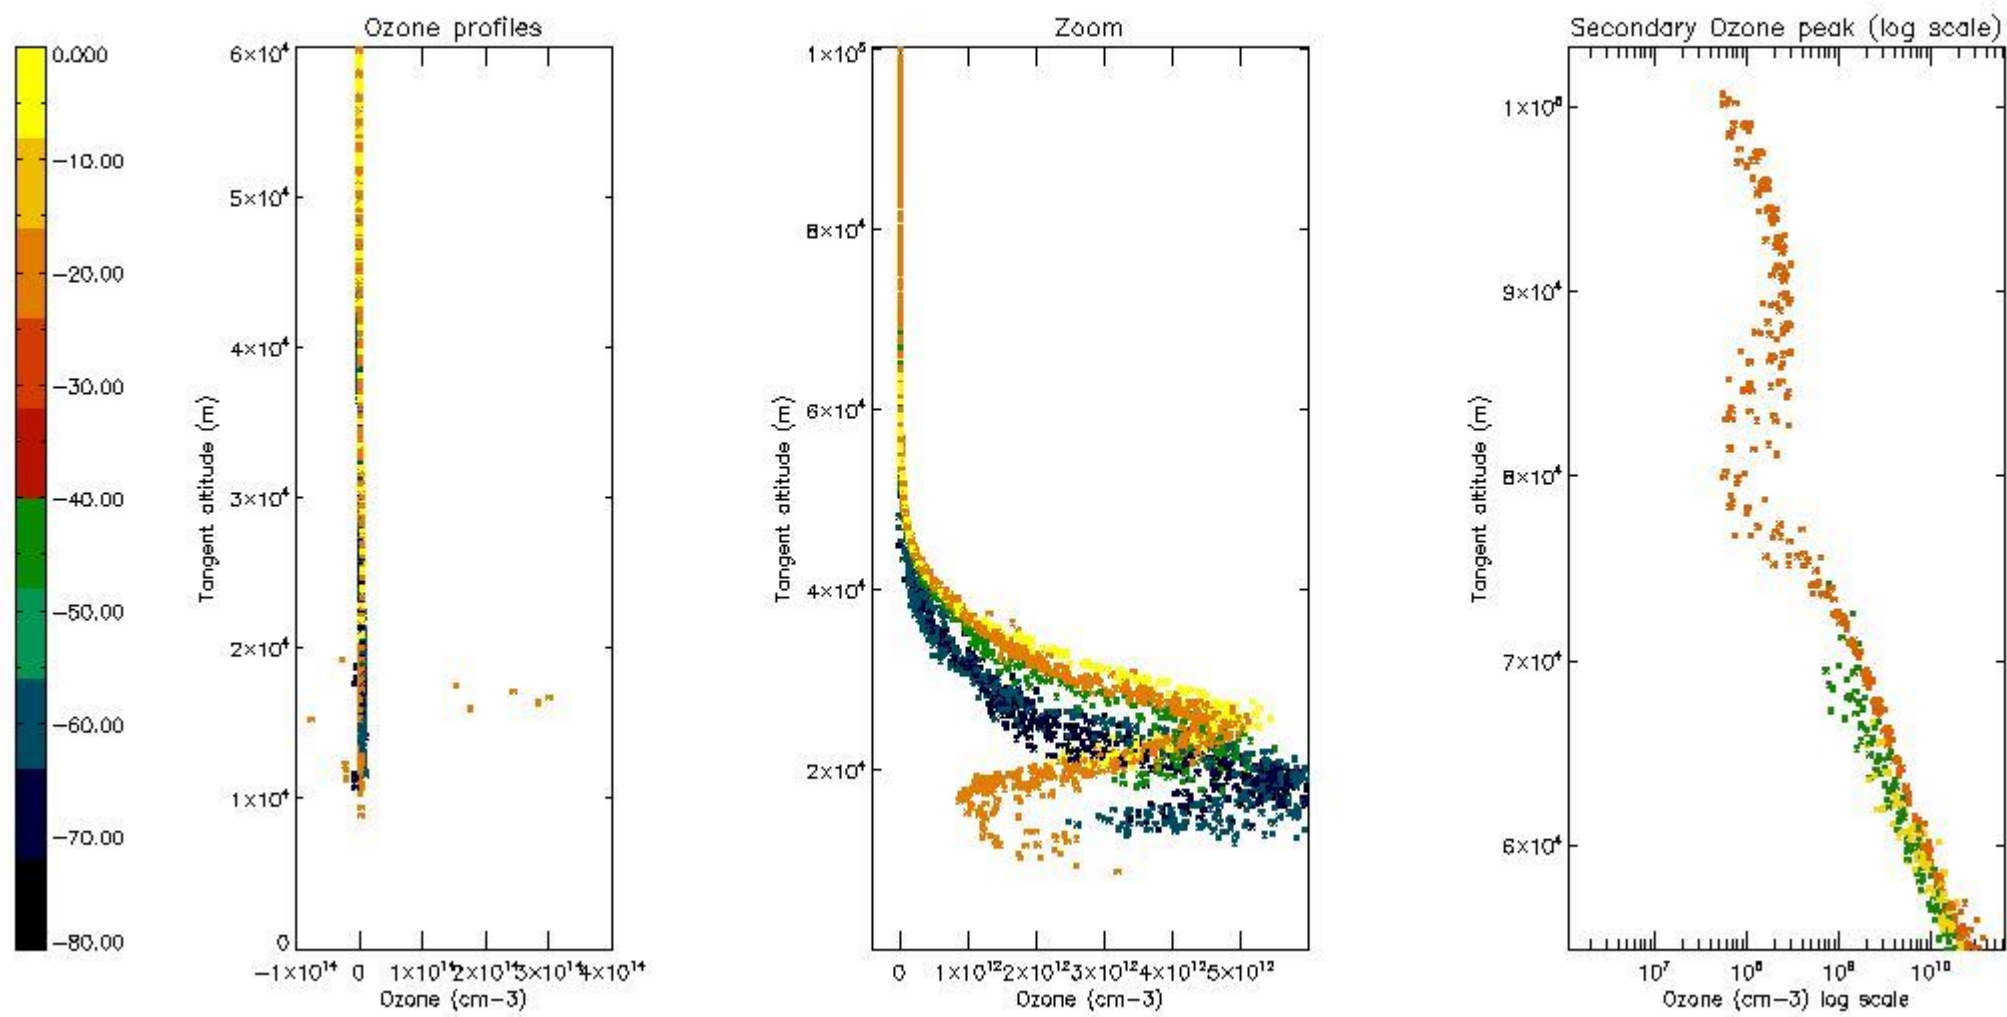 Ozone profiles
Zoom
Secondary Ozone peak (log scale)
0.000
−10.00
−20.00
−30.00
−40.00
−50.00
−60.00
−70.00
−80.00
6×10⁴
5×10⁴
4×10⁴
3×10⁴
2×10⁴
1×10⁴
0
Tangent altitude (m)
−1×10¹⁴ 0 1×10¹⁴ 2×10¹⁴ 3×10¹⁴ 4×10¹⁴
Ozone (cm−3)
1×10⁵
8×10⁴
6×10⁴
4×10⁴
2×10⁴
Tangent altitude (m)
0 1×10¹² 2×10¹² 3×10¹² 4×10¹² 5×10¹²
Ozone (cm−3)
1×10⁵
9×10⁴
8×10⁴
7×10⁴
6×10⁴
Tangent altitude (m)
10⁷ 10⁸ 10⁹ 10¹⁰
Ozone (cm−3) log scale